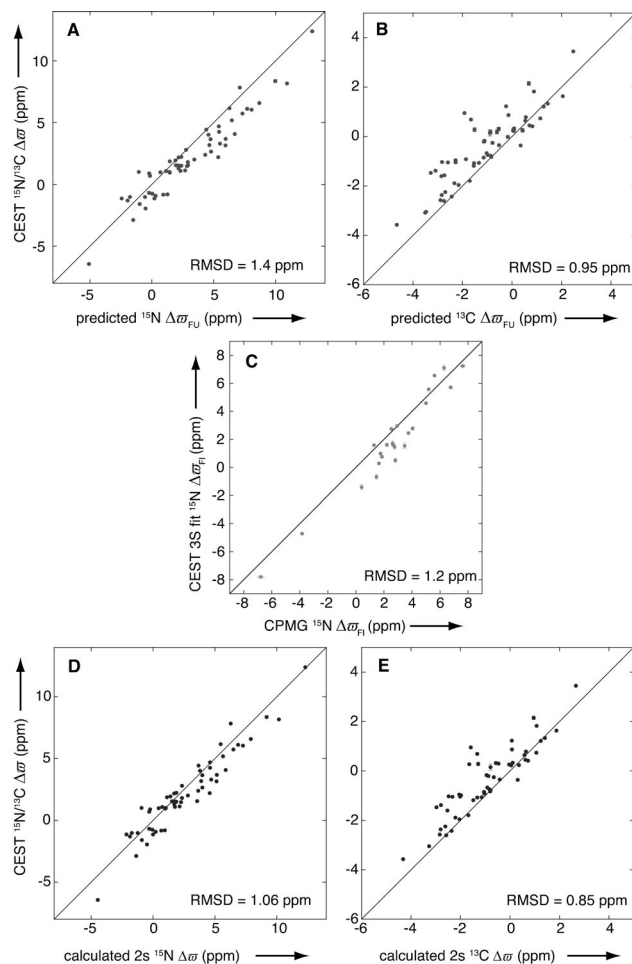 A
CEST ¹⁵N/¹³C Δϖ (ppm)
10
5
0
-5
RMSD = 1.4 ppm
-5 0 5 10
predicted ¹⁵N Δϖ_FU (ppm)
B
4
2
0
-2
-4
-6
RMSD = 0.95 ppm
-6 -4 -2 0 2 4
predicted ¹³C Δϖ_FU (ppm)
C
CEST 3S fit ¹⁵N Δϖ_FI (ppm)
8
6
4
2
0
-2
-4
-6
-8
RMSD = 1.2 ppm
-8 -6 -4 -2 0 2 4 6 8
CPMG ¹⁵N Δϖ_FI (ppm)
D
CEST ¹⁵N/¹³C Δϖ (ppm)
10
5
0
-5
RMSD = 1.06 ppm
-5 0 5 10
calculated 2s ¹⁵N Δϖ (ppm)
E
4
2
0
-2
-4
-6
RMSD = 0.85 ppm
-6 -4 -2 0 2 4
calculated 2s ¹³C Δϖ (ppm)